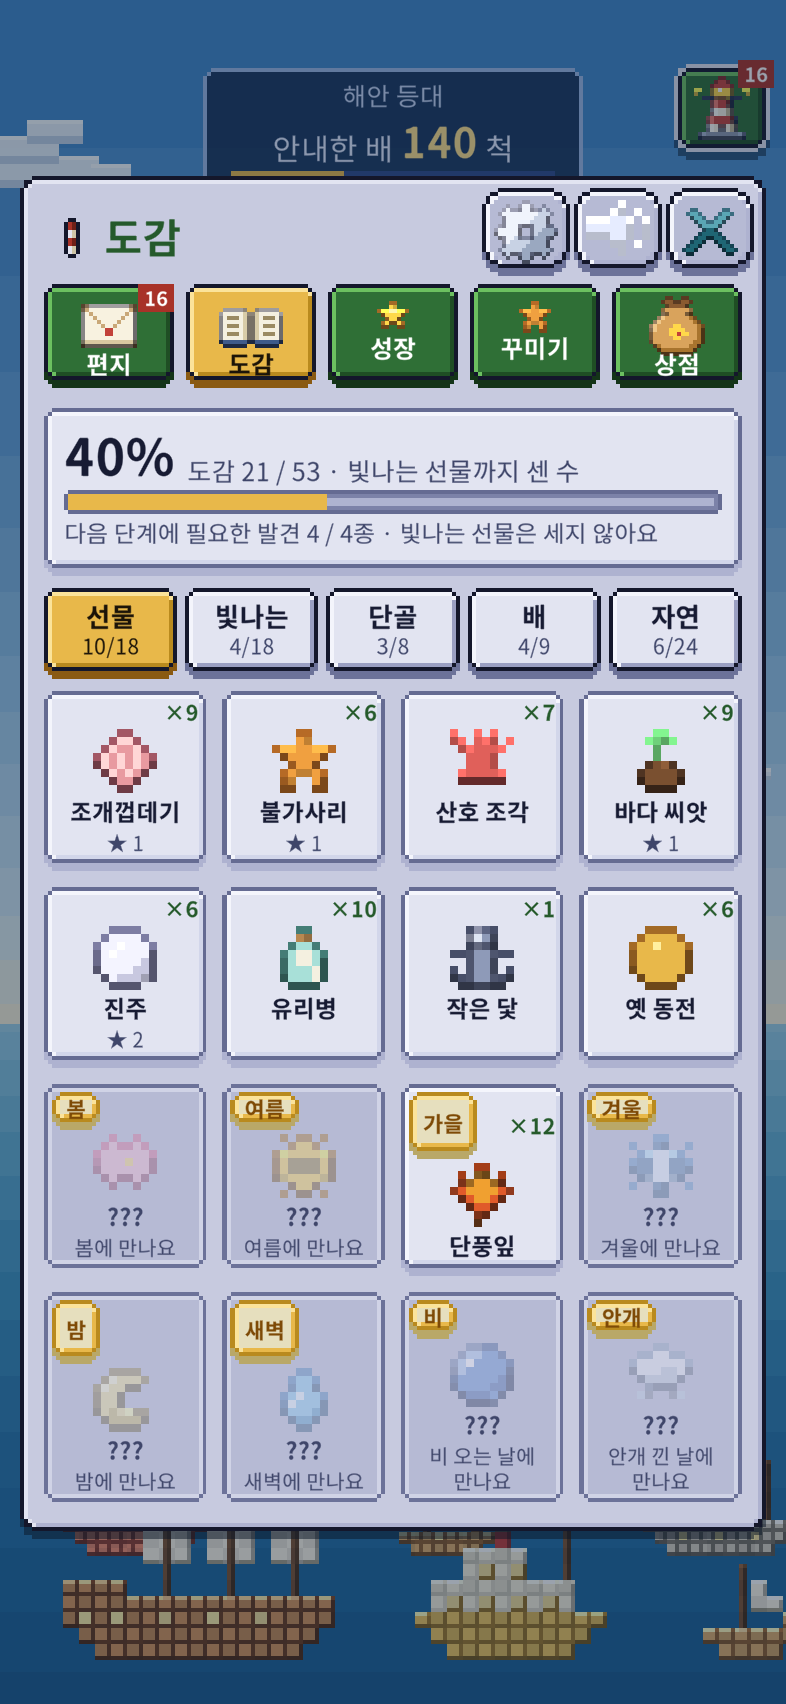 해안 등대
안내한 배 140 척
16
도감
16
편지
도감
성장
꾸미기
상점
40% 도감 21 / 53 · 빛나는 선물까지 센 수
다음 단계에 필요한 발견 4 / 4종 · 빛나는 선물은 세지 않아요
선물
10/18
빛나는
4/18
단골
3/8
배
4/9
자연
6/24
×9
조개껍데기
★ 1
×6
불가사리
★ 1
×7
산호 조각
×9
바다 씨앗
★ 1
×6
진주
★ 2
×10
유리병
×1
작은 닻
×6
옛 동전
봄
???
봄에 만나요
여름
???
여름에 만나요
가을
×12
단풍잎
겨울
???
겨울에 만나요
밤
???
밤에 만나요
새벽
???
새벽에 만나요
비
???
비 오는 날에
만나요
안개
???
안개 낀 날에
만나요